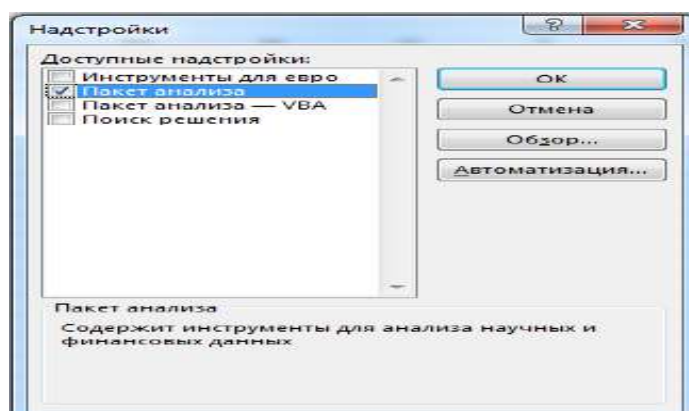 Надстройки
Доступные надстройки:
Инструменты для евро
Пакет анализа
Пакет анализа — VBA
Поиск решения
ОК
Отмена
Обзор...
Автоматизация...
Пакет анализа
Содержит инструменты для анализа научных и
финансовых данных